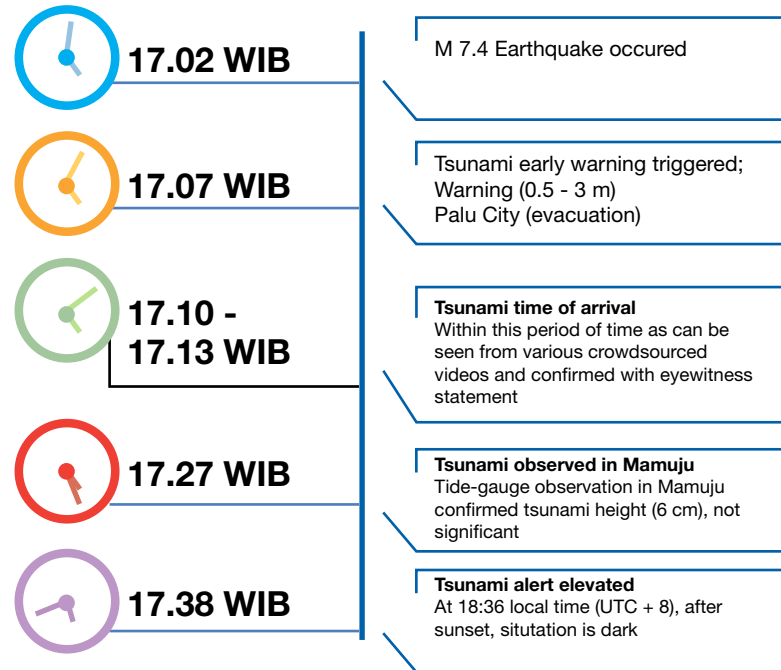 17.02 WIB
M 7.4 Earthquake occured
17.07 WIB
Tsunami early warning triggered;
Warning (0.5 - 3 m)
Palu City (evacuation)
17.10 -
17.13 WIB
Tsunami time of arrival
Within this period of time as can be
seen from various crowdsourced
videos and confirmed with eyewitness
statement
17.27 WIB
Tsunami observed in Mamuju
Tide-gauge observation in Mamuju
confirmed tsunami height (6 cm), not
significant
17.38 WIB
Tsunami alert elevated
At 18:36 local time (UTC + 8), after
sunset, situtation is dark